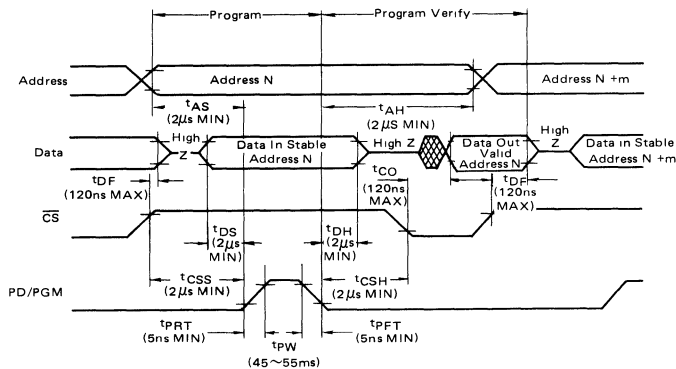 Program
Program Verify
Address
Address N
Address N +m
tAS
(2μs MIN)
tAH
(2μS MIN)
Data
High
Z
Data In Stable
Address N
High Z
Data Out
Valid
Address N
High
Z
Data in Stable
Address N +m
tDF
(120ns MAX)
tCO
(120ns
MAX)
tDF
(120ns
MAX)
CS
tDS
(2μs
MIN)
tDH
(2μs
MIN)
tCSS
(2μs MIN)
tCSH
(2μs MIN)
PD/PGM
tPRT
(5ns MIN)
tPW
(45~55ms)
tPFT
(5ns MIN)